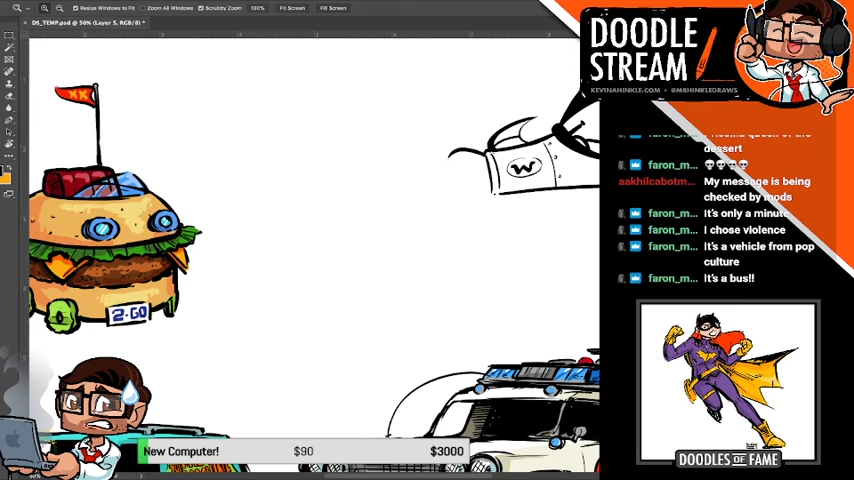 Resize Windows to Fit
Zoom All Windows
Scrubby Zoom
100%
Fit Screen
Fill Screen
DS_TEMP.psd @ 50% (Layer 5, RGB/8) *
DOODLE
STREAM
KEVINAHINKLE.COM • @MRHINKLEDRAWS
dessert
faron_m...
aakhilcabotm... My message is being
checked by mods
faron_m... It's only a minute
faron_m... I chose violence
faron_m... It's a vehicle from pop
culture
faron_m... It's a bus!!
KK
W
2-GO
New Computer! $90 $3000
DOODLES OF FAME